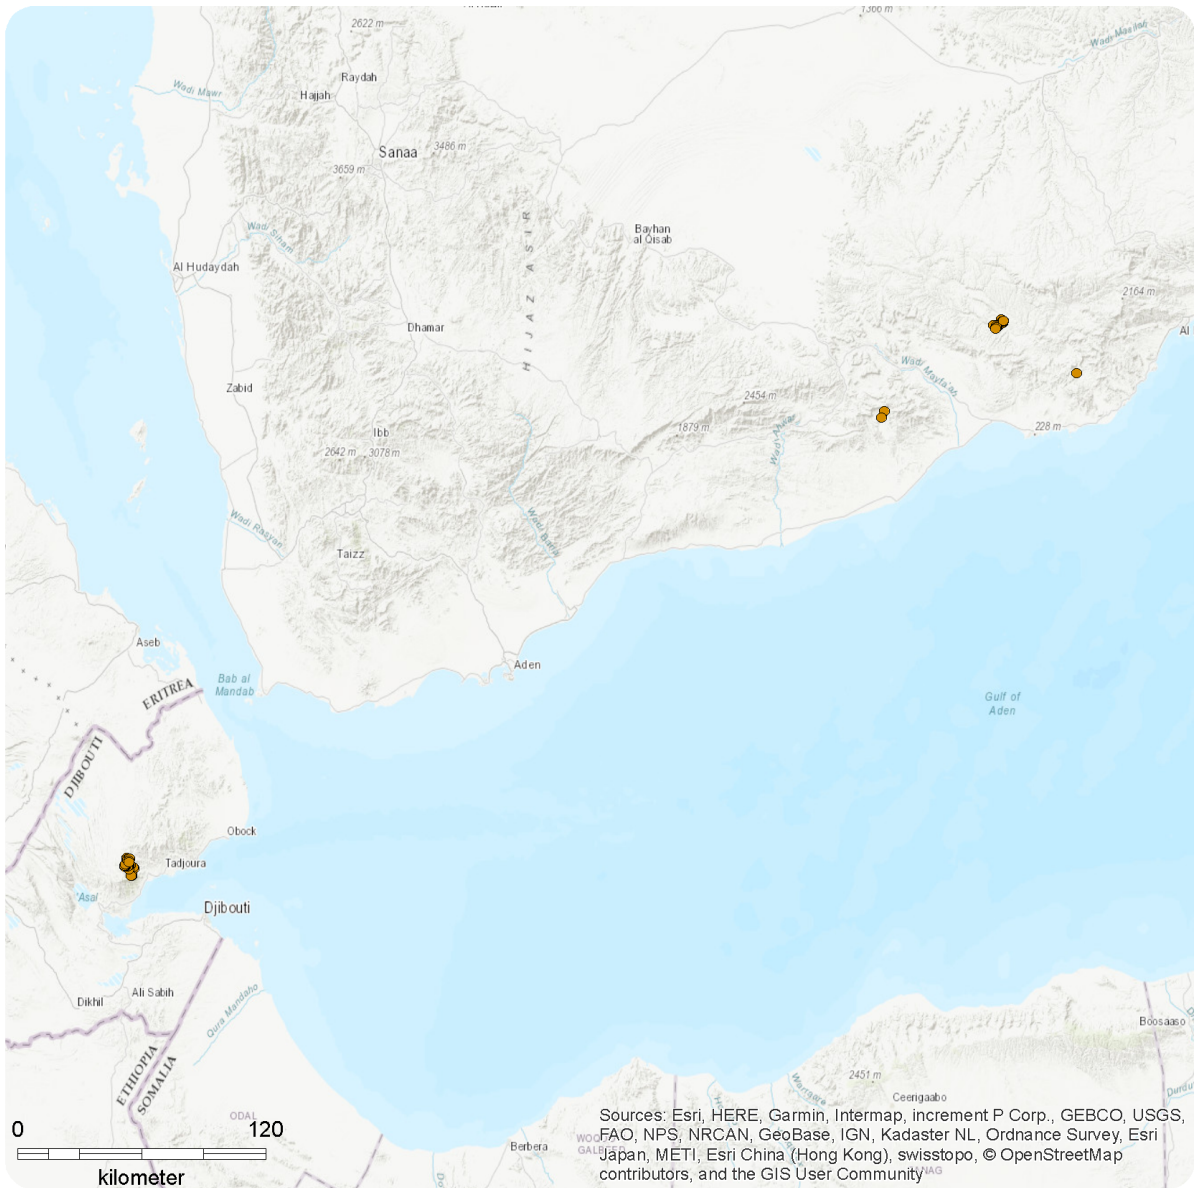 2622 m
1366 m
Wadi Masilah
Raydah
Hajjah
Wadi Mawr
Sanaa
3486 m
3659 m
HIJAZ ASIR
Bayhan
al Qisab
Wadi Siham
Al Hudaydah
2164 m
Dhamar
Al
Wadi Mayfa'ah
Zabid
2454 m
1879 m
228 m
Ibb
2642 m
3078 m
Wadi Rasyan
Taizz
Aseb
Aden
Bab al
Mandab
ERITREA
Gulf of
Aden
DJIBOUTI
Obock
Tadjoura
'Asal
Djibouti
Ali Sabih
Dikhil
Qura Mandaho
Boosaaso
ETHIOPIA
SOMALIA
2451 m
Ceerigaabo
ODAL
Berbera
0
120
kilometer
Sources: Esri, HERE, Garmin, Intermap, increment P Corp., GEBCO, USGS,
FAO, NPS, NRCAN, GeoBase, IGN, Kadaster NL, Ordnance Survey, Esri
Japan, METI, Esri China (Hong Kong), swisstopo, © OpenStreetMap
contributors, and the GIS User Community